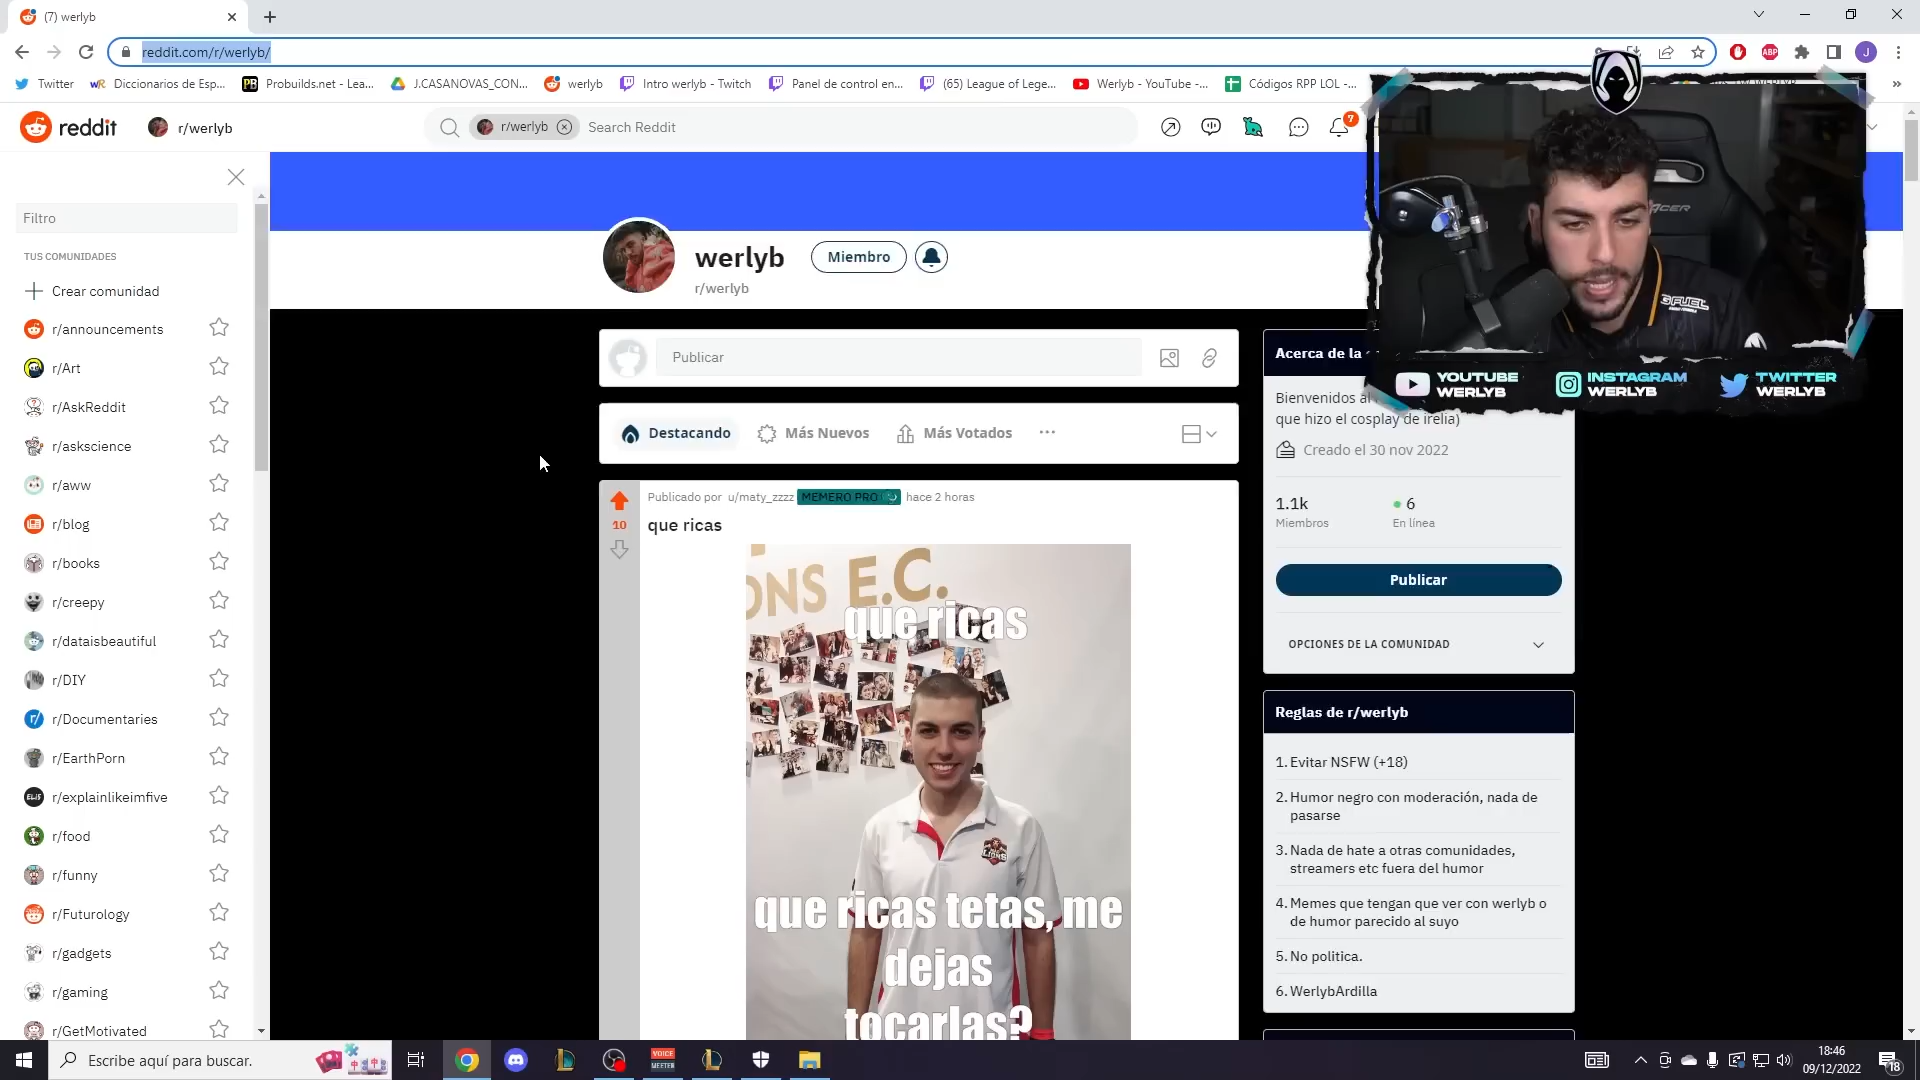 (7) werlyb
reddit.com/r/werlyb/
Twitter
Diccionarios de Esp...
Probuilds.net - Lea...
J.CASANOVAS_CON...
werlyb
Intro werlyb - Twitch
Panel de control en...
(65) League of Lege...
Werlyb - YouTube -...
Códigos RPP LOL -...
reddit
r/werlyb
r/werlyb
Search Reddit
7
Filtro
TUS COMUNIDADES
Crear comunidad
r/announcements
r/Art
r/AskReddit
r/askscience
r/aww
r/blog
r/books
r/creepy
r/dataisbeautiful
r/DIY
r/Documentaries
r/EarthPorn
r/explainlikeimfive
r/food
r/funny
r/Futurology
r/gadgets
r/gaming
r/GetMotivated
werlyb
Miembro
r/werlyb
Publicar
Destacando
Más Nuevos
Más Votados
Publicado por u/maty_zzzz MEMERO PRO hace 2 horas
10
que ricas
IONS E.C.
que ricas
LIONS
que ricas tetas, me
dejas
tocarlas?
ACER
GFUEL
YOUTUBE
WERLYB
INSTAGRAM
WERLYB
TWITTER
WERLYB
Acerca de la
Bienvenidos al
que hizo el cosplay de irelia)
Creado el 30 nov 2022
1.1k
Miembros
6
En línea
Publicar
OPCIONES DE LA COMUNIDAD
Reglas de r/werlyb
1. Evitar NSFW (+18)
2. Humor negro con moderación, nada de
pasarse
3. Nada de hate a otras comunidades,
streamers etc fuera del humor
4. Memes que tengan que ver con werlyb o
de humor parecido al suyo
5. No politica.
6. WerlybArdilla
Escribe aquí para buscar.
VOICE
MEETER
18:46
09/12/2022
18